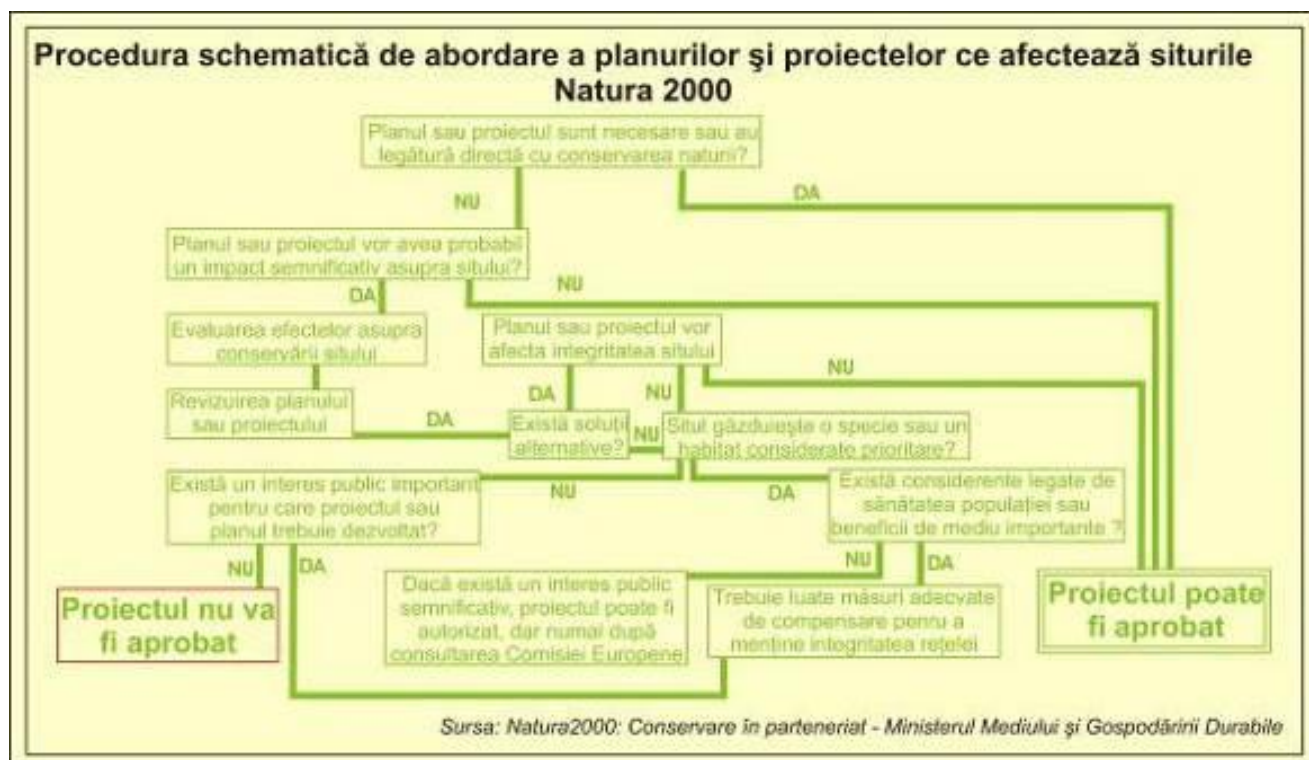 Procedura schematică de abordare a planurilor şi proiectelor ce afectează siturile
Natura 2000
Planul sau proiectul sunt necesare sau au
legătură directă cu conservarea naturii?
NU
DA
Planul sau proiectul vor avea probabil
un impact semnificativ asupra sitului?
DA
NU
Evaluarea efectelor asupra
conservării sitului
Planul sau proiectul vor
afecta integritatea sitului
NU
DA
NU
Revizuirea planului
sau proiectului
DA
Există soluţii
alternative?
NU
Situl găzduieşte o specie sau un
habitat considerate prioritare?
NU
DA
Există un interes public important
pentru care proiectul sau
planul trebuie dezvoltat?
Există considerente legate de
sănătatea populaţiei sau
beneficii de mediu importante ?
NU
DA
NU
DA
Proiectul nu va
fi aprobat
Dacă există un interes public
semnificativ, proiectul poate fi
autorizat, dar numai după
consultarea Comisiei Europene
Trebuie luate măsuri adecvate
de compensare penru a
menţine integritatea reţelei
Proiectul poate
fi aprobat
Sursa: Natura2000: Conservare în parteneriat - Ministerul Mediului şi Gospodăririi Durabile